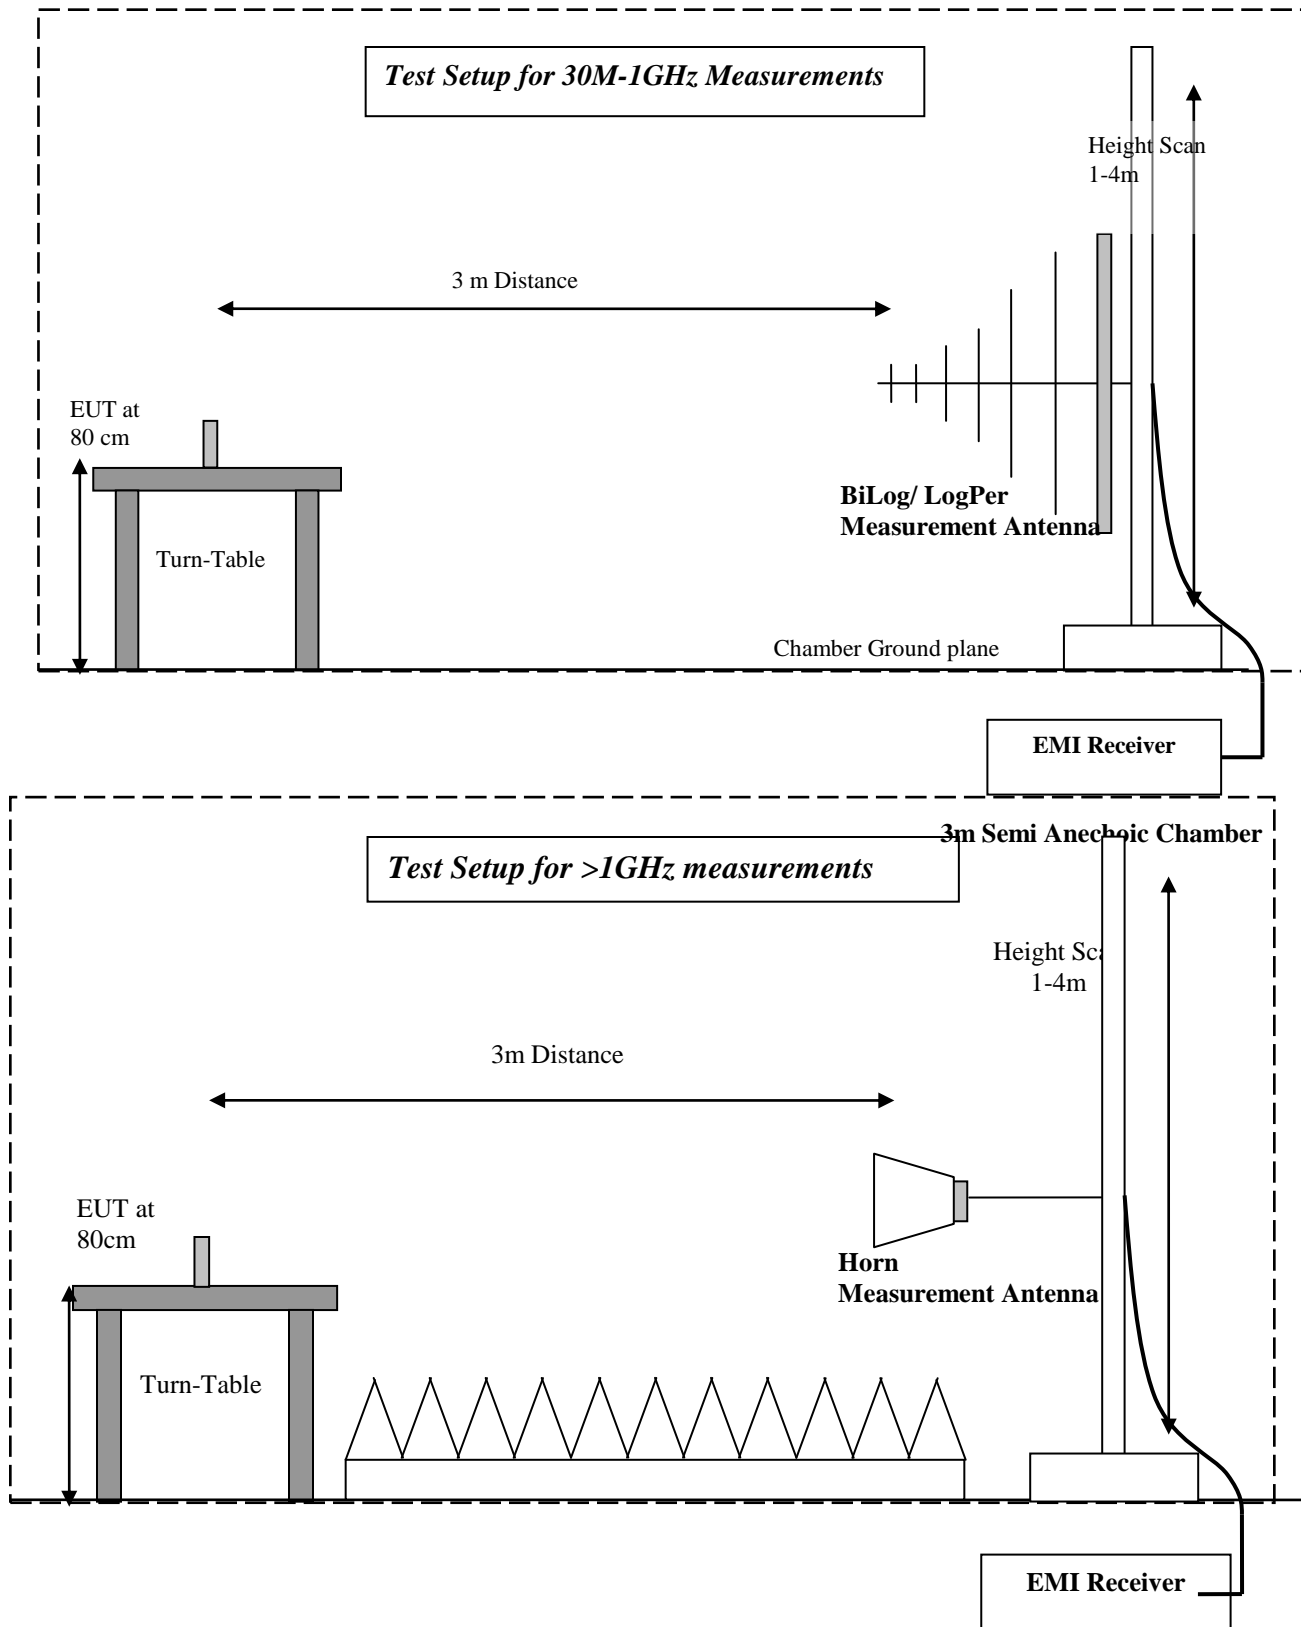 Test Setup for 30M-1GHz Measurements
Height Scan
1-4m
3 m Distance
EUT at
80 cm
BiLog/ LogPer
Measurement Antenna
Turn-Table
Chamber Ground plane
EMI Receiver
3m Semi Anechoic Chamber
Test Setup for >1GHz measurements
Height Sca
1-4m
3m Distance
EUT at
80cm
Horn
Measurement Antenna
Turn-Table
EMI Receiver